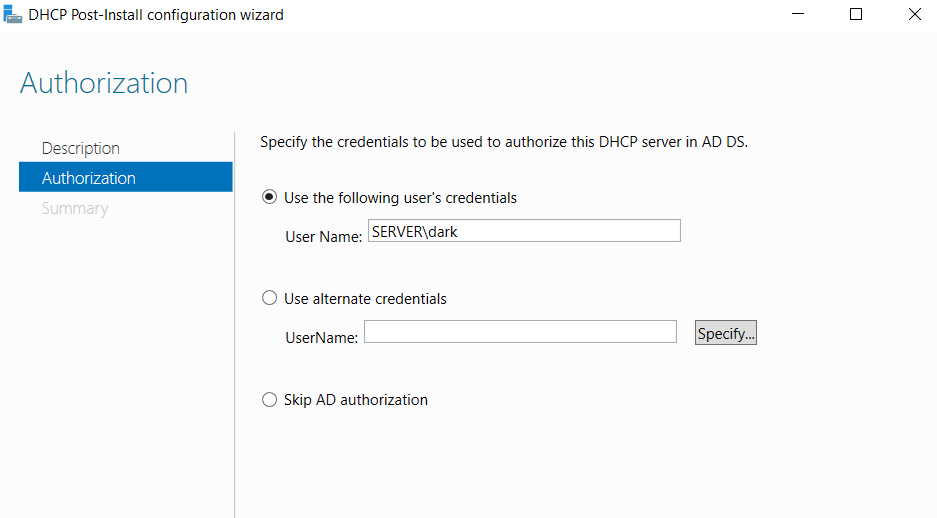 DHCP Post-Install configuration wizard
Authorization
Description
Authorization
Summary
Specify the credentials to be used to authorize this DHCP server in AD DS.
Use the following user's credentials
User Name: SERVER\dark
Use alternate credentials
UserName: Specify...
Skip AD authorization